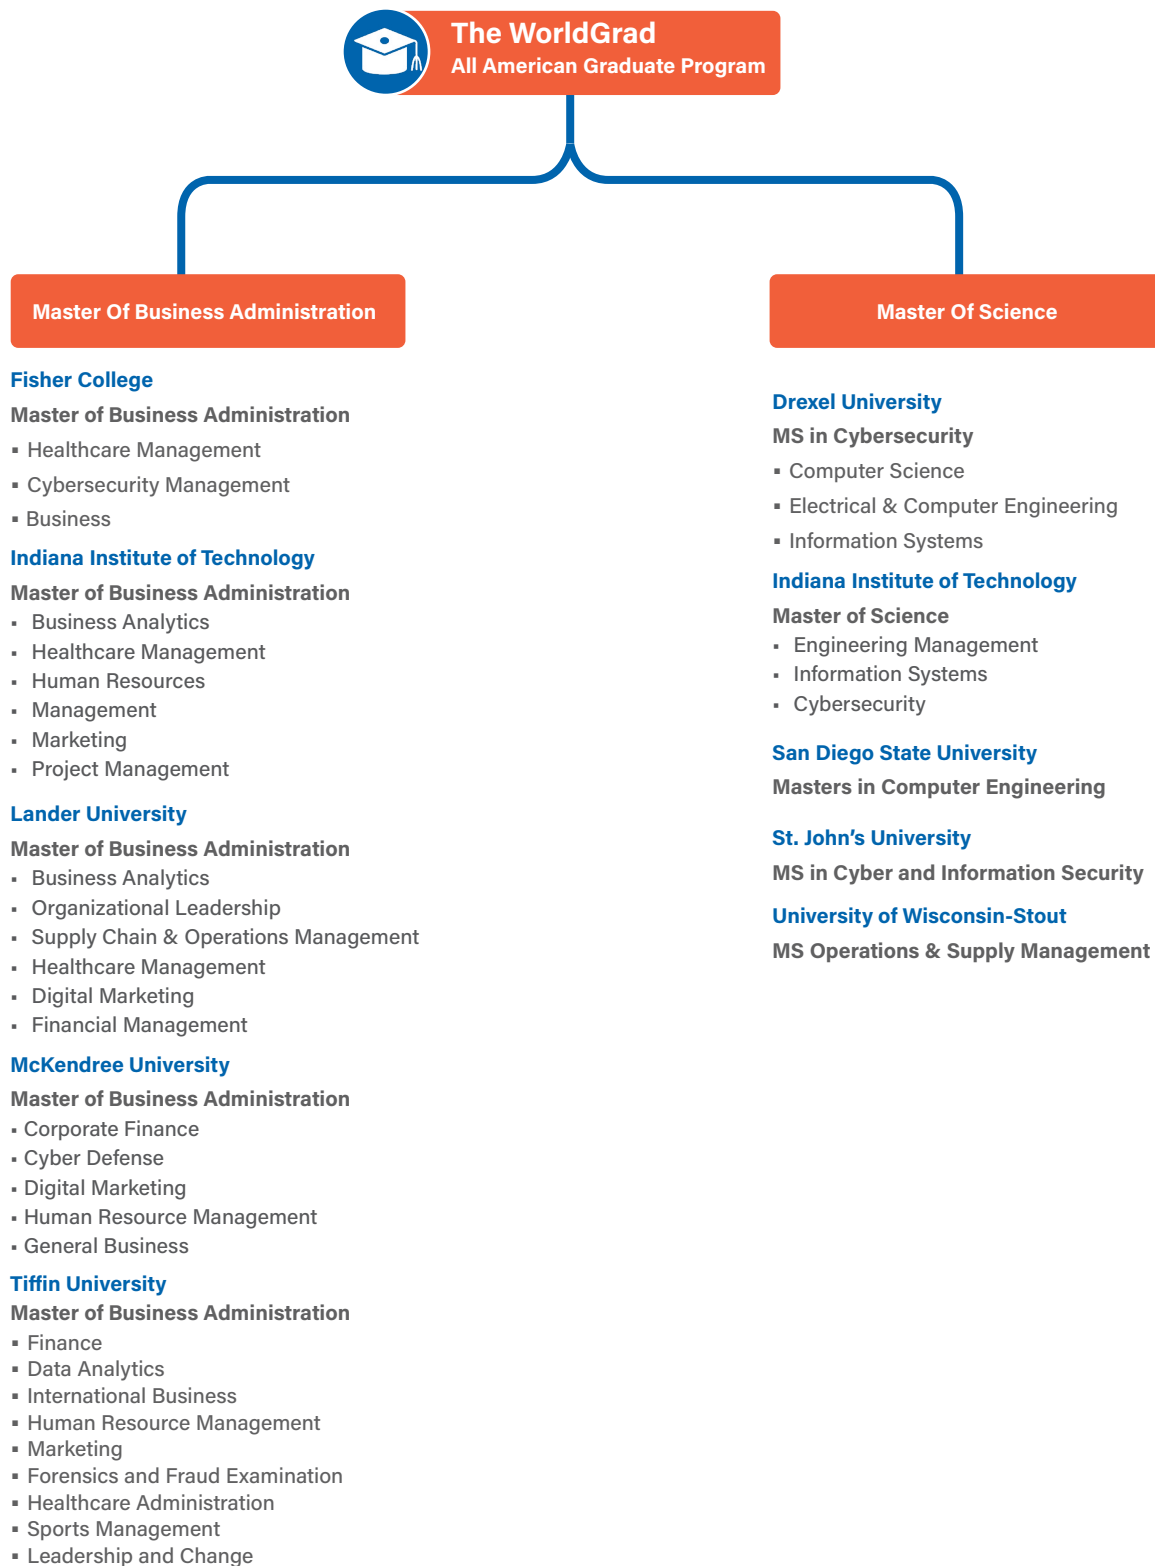 The WorldGrad
All American Graduate Program
Master Of Business Administration
Fisher College
Master of Business Administration
▪ Healthcare Management
▪ Cybersecurity Management
▪ Business
Indiana Institute of Technology
Master of Business Administration
▪ Business Analytics
▪ Healthcare Management
▪ Human Resources
▪ Management
▪ Marketing
▪ Project Management
Lander University
Master of Business Administration
▪ Business Analytics
▪ Organizational Leadership
▪ Supply Chain & Operations Management
▪ Healthcare Management
▪ Digital Marketing
▪ Financial Management
McKendree University
Master of Business Administration
▪ Corporate Finance
▪ Cyber Defense
▪ Digital Marketing
▪ Human Resource Management
▪ General Business
Tiffin University
Master of Business Administration
▪ Finance
▪ Data Analytics
▪ International Business
▪ Human Resource Management
▪ Marketing
▪ Forensics and Fraud Examination
▪ Healthcare Administration
▪ Sports Management
▪ Leadership and Change
Master Of Science
Drexel University
MS in Cybersecurity
▪ Computer Science
▪ Electrical & Computer Engineering
▪ Information Systems
Indiana Institute of Technology
Master of Science
▪ Engineering Management
▪ Information Systems
▪ Cybersecurity
San Diego State University
Masters in Computer Engineering
St. John’s University
MS in Cyber and Information Security
University of Wisconsin-Stout
MS Operations & Supply Management